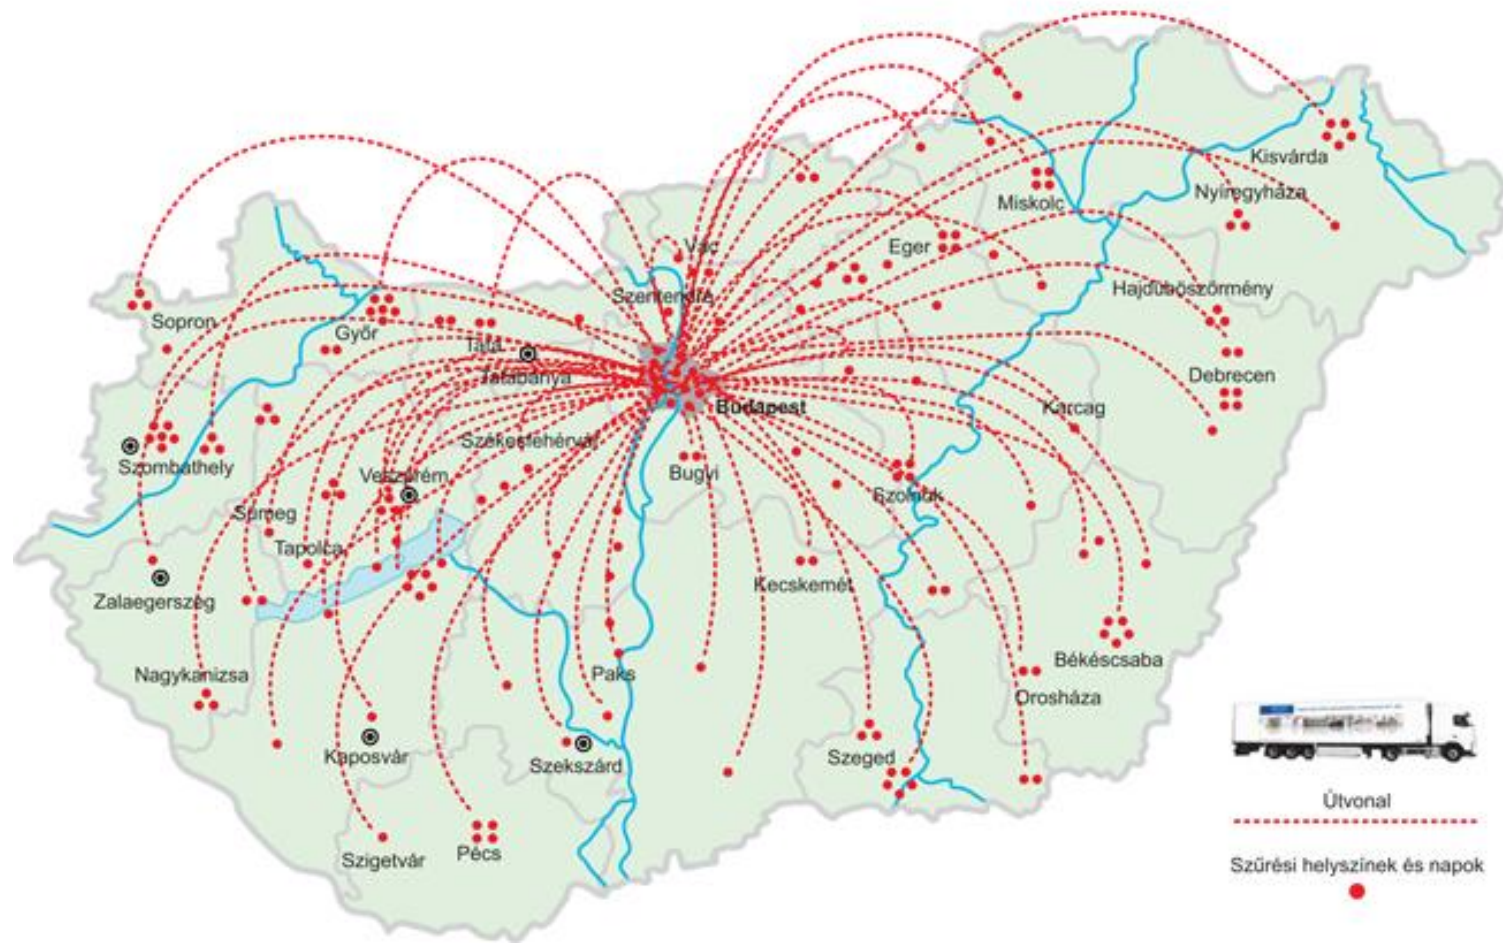 Kisvárda
Nyíregyháza
Miskolc
Vác
Eger
Szentendre
Hajdúböszörmény
Sopron
Győr
Tata
Tatabánya
Debrecen
Budapest
Karcag
Székesfehérvár
Szombathely
Veszprém
Bugyi
Szolnok
Sümeg
Tapolca
Kecskemét
Zalaegerszeg
Békéscsaba
Nagykanizsa
Paks
Orosháza
Kaposvár
Szekszárd
Szeged
Útvonal
Szigetvár
Pécs
Szűrési helyszínek és napok